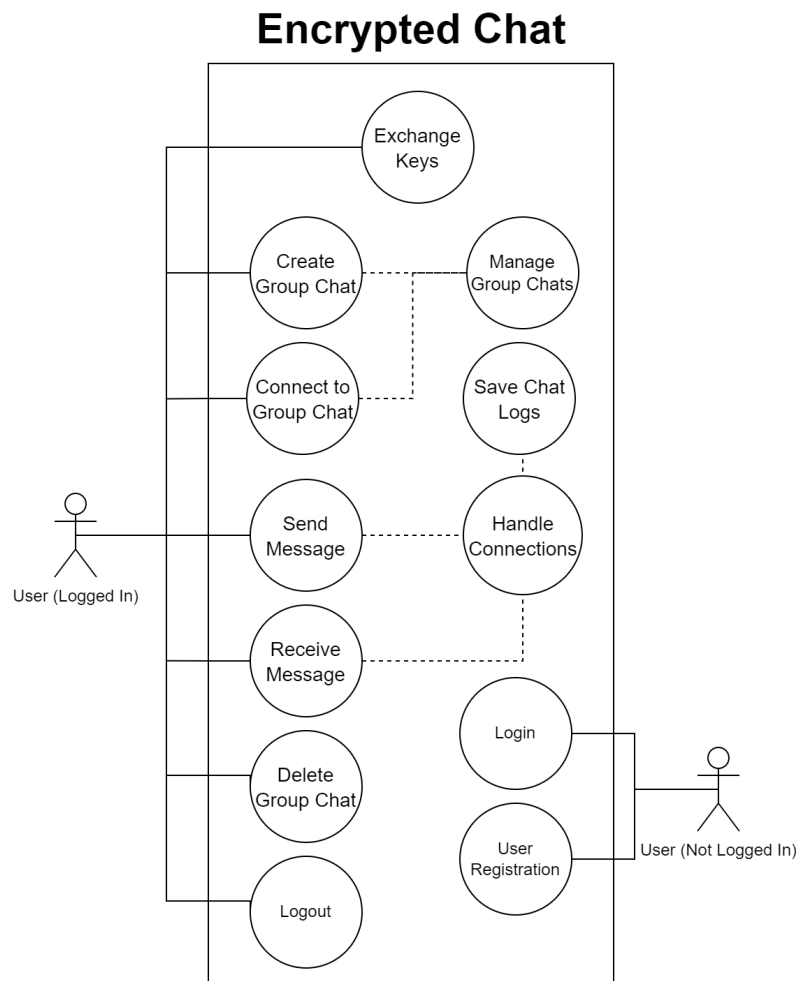 Encrypted Chat
Exchange
Keys
Create
Group Chat
Manage
Group Chats
Connect to
Group Chat
Save Chat
Logs
Send
Message
Handle
Connections
User (Logged In)
Receive
Message
Login
Delete
Group Chat
User
Registration
User (Not Logged In)
Logout